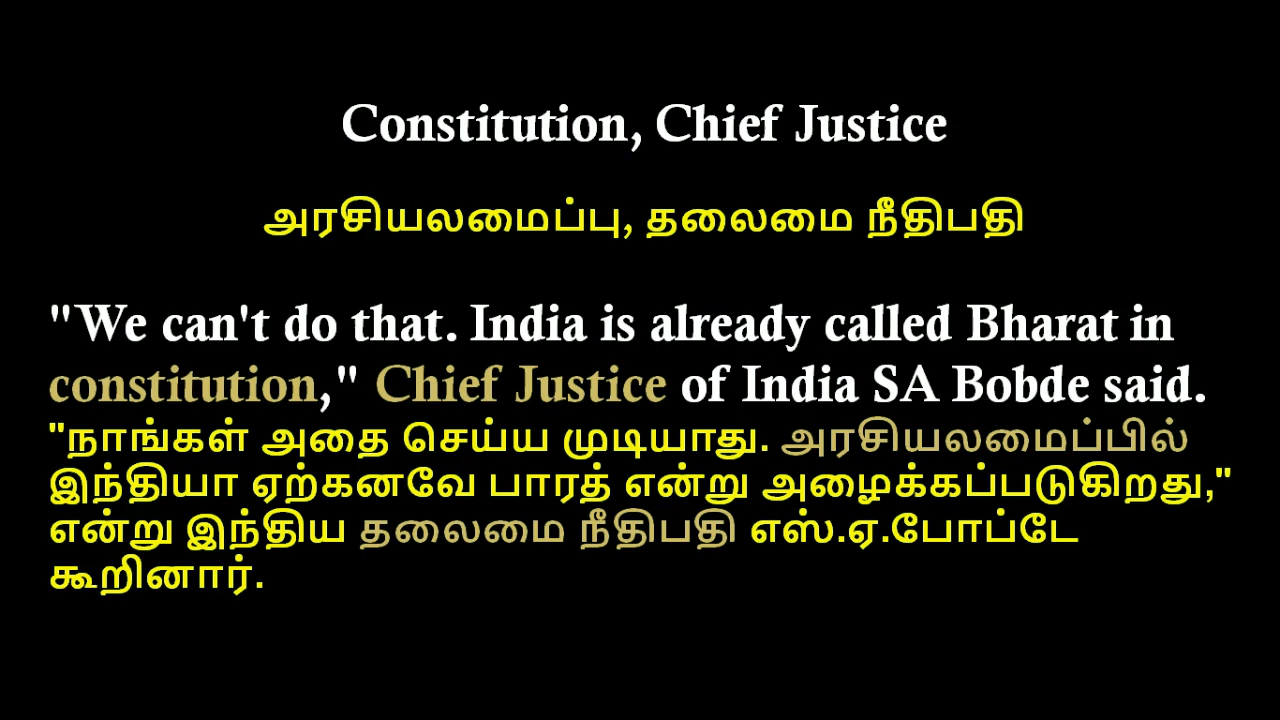 Constitution, Chief Justice
அரசியலமைப்பு, தலைமை நீதிபதி
"We can't do that. India is already called Bharat in
constitution," Chief Justice of India SA Bobde said.
"நாங்கள் அதை செய்ய முடியாது. அரசியலமைப்பில்
இந்தியா ஏற்கனவே பாரத் என்று அழைக்கப்படுகிறது,"
என்று இந்திய தலைமை நீதிபதி எஸ்.ஏ.போப்டே
கூறினார்.